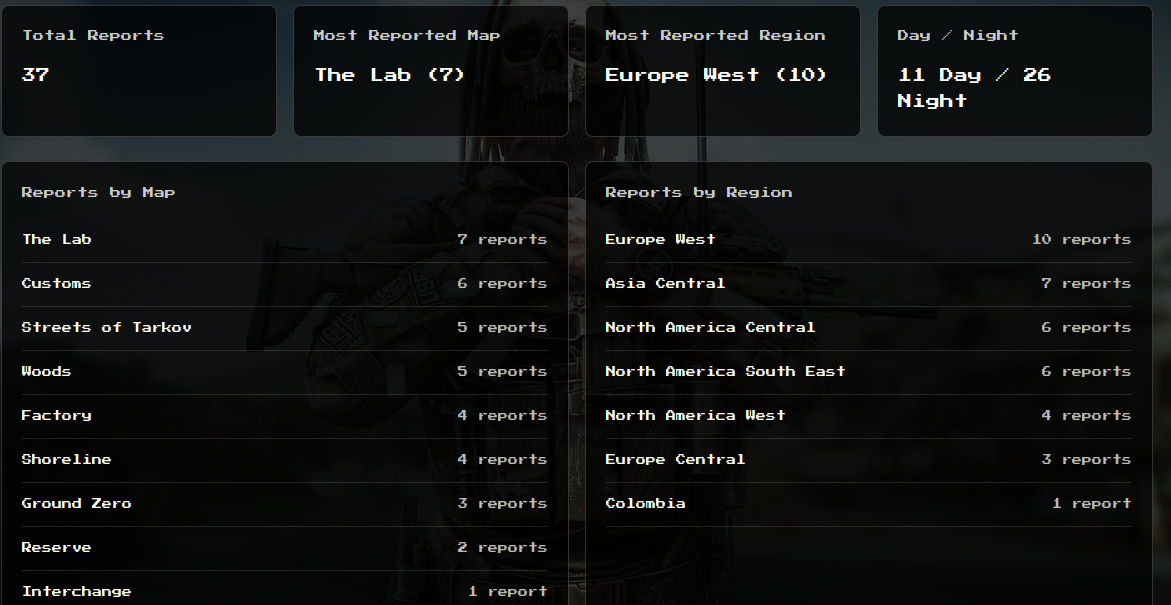 Total Reports
37
Most Reported Map
The Lab (7)
Most Reported Region
Europe West (10)
Day / Night
11 Day / 26
Night
Reports by Map
The Lab 7 reports
Customs 6 reports
Streets of Tarkov 5 reports
Woods 5 reports
Factory 4 reports
Shoreline 4 reports
Ground Zero 3 reports
Reserve 2 reports
Interchange 1 report
Reports by Region
Europe West 10 reports
Asia Central 7 reports
North America Central 6 reports
North America South East 6 reports
North America West 4 reports
Europe Central 3 reports
Colombia 1 report